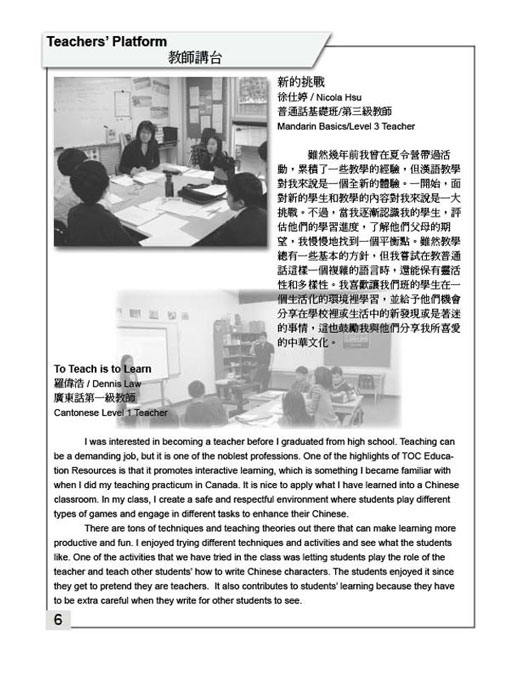 Teachers' Platform
教師講台
新的挑戰
徐仕婷 / Nicola Hsu
普通話基礎班/第三級教師
Mandarin Basics/Level 3 Teacher
雖然幾年前我曾在夏令營帶過活
動，累積了一些教學的經驗，但漢語教學
對我來說是一個全新的體驗。一開始，面
對新的學生和教學的內容對我來說是一大
挑戰。不過，當我逐漸認識我的學生，評
估他們的學習進度，了解他們父母的期
望，我慢慢地找到一個平衡點。雖然教學
總有一些基本的方針，但我嘗試在教普通
話這樣一個複雜的語言時，還能保有靈活
性和多樣性。我喜歡讓我們班的學生在一
個生活化的環境裡學習，並給予他們機會
分享在學校裡或生活中的新發現或是著迷
的事情，這也鼓勵我與他們分享我所喜愛
的中華文化。
To Teach is to Learn
羅偉浩 / Dennis Law
廣東話第一級教師
Cantonese Level 1 Teacher
I was interested in becoming a teacher before I graduated from high school. Teaching can
be a demanding job, but it is one of the noblest professions. One of the highlights of TOC Educa-
tion Resources is that it promotes interactive learning, which is something I became familiar with
when I did my teaching practicum in Canada. It is nice to apply what I have learned into a Chinese
classroom. In my class, I create a safe and respectful environment where students play different
types of games and engage in different tasks to enhance their Chinese.
There are tons of techniques and teaching theories out there that can make learning more
productive and fun. I enjoyed trying different techniques and activities and see what the students
like. One of the activities that we have tried in the class was letting students play the role of the
teacher and teach other students' how to write Chinese characters. The students enjoyed it since
they get to pretend they are teachers.  It also contributes to students' learning because they have
to be extra careful when they write for other students to see.
6